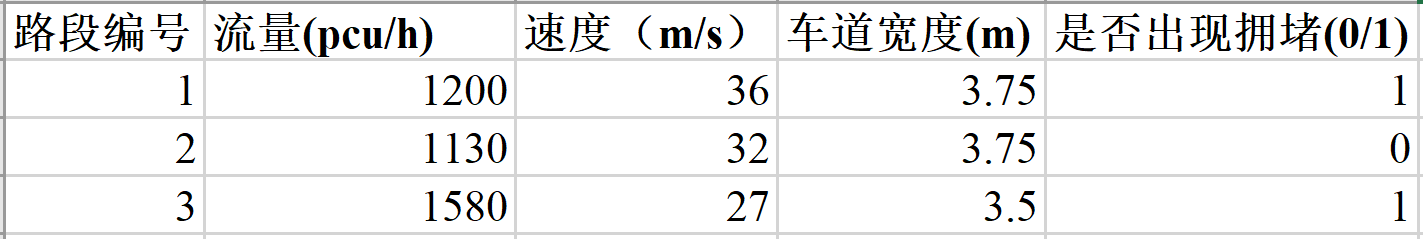 路段编号 流量(pcu/h) 速度（m/s） 车道宽度(m) 是否出现拥堵(0/1)
1 1200 36 3.75 1
2 1130 32 3.75 0
3 1580 27 3.5 1